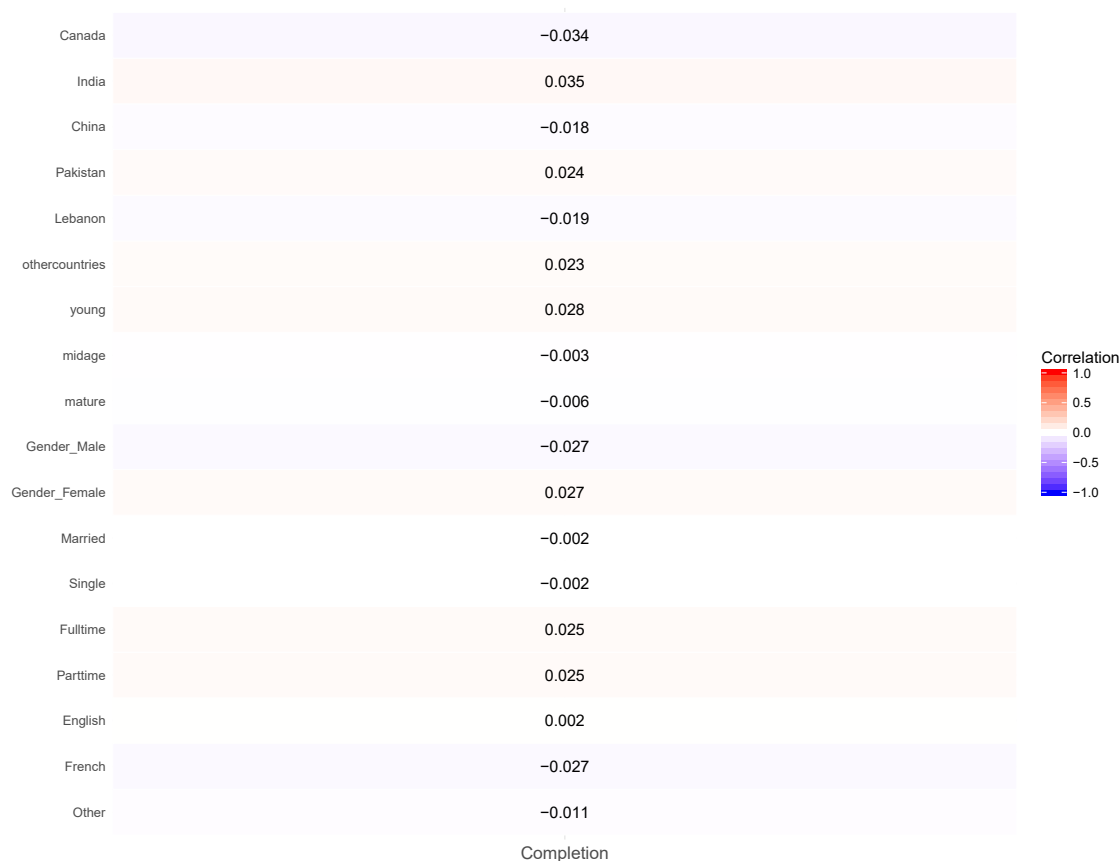 Canada −0.034
India 0.035
China −0.018
Pakistan 0.024
Lebanon −0.019
othercountries 0.023
young 0.028
midage −0.003
mature −0.006
Gender_Male −0.027
Gender_Female 0.027
Married −0.002
Single −0.002
Fulltime 0.025
Parttime 0.025
English 0.002
French −0.027
Other −0.011
Completion
Correlation
1.0
0.5
0.0
−0.5
−1.0